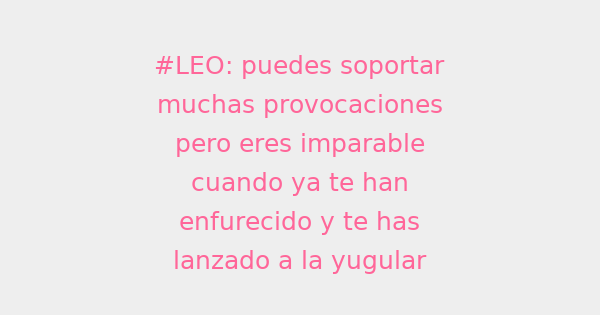 #LEO: puedes soportar
muchas provocaciones
pero eres imparable
cuando ya te han
enfurecido y te has
lanzado a la yugular